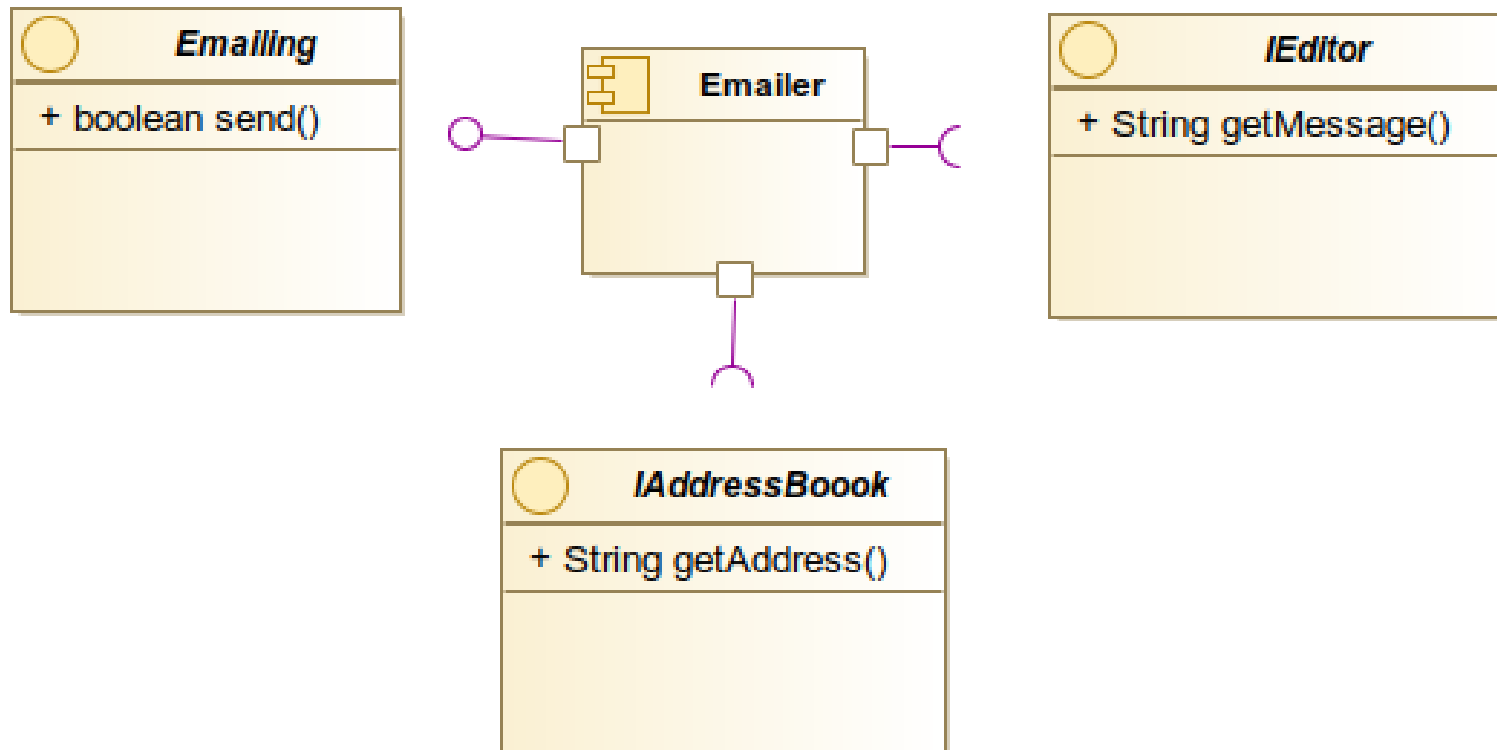 Emailing
+ boolean send()
Emailer
IEditor
+ String getMessage()
IAddressBoook
+ String getAddress()